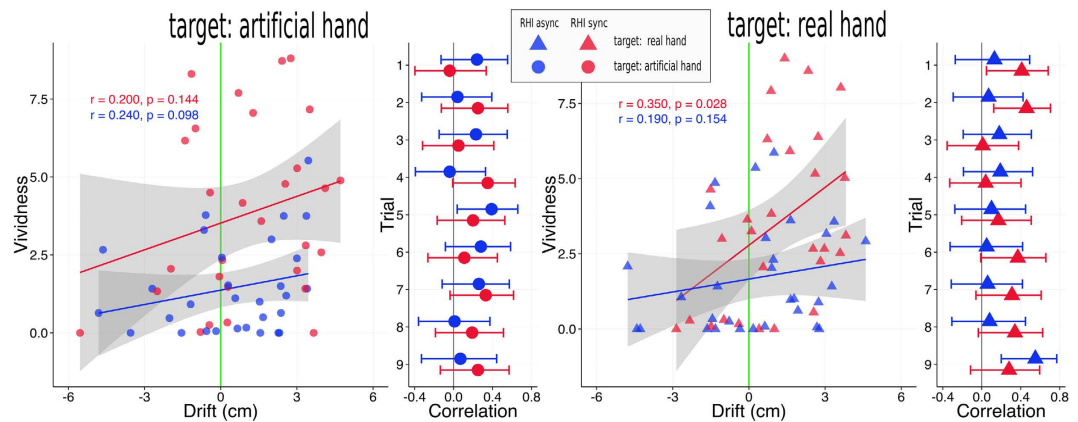 target: artificial hand
RHI async RHI sync
target: real hand
target: artificial hand
target: real hand
r = 0.200, p = 0.144
r = 0.240, p = 0.098
Vividness
7.5
5.0
2.5
0.0
-6 -3 0 3 6
Drift (cm)
Trial
1
2
3
4
5
6
7
8
9
-0.4 0.0 0.4 0.8
Correlation
r = 0.350, p = 0.028
r = 0.190, p = 0.154
Vividness
7.5
5.0
2.5
0.0
-6 -3 0 3 6
Drift (cm)
Trial
1
2
3
4
5
6
7
8
9
-0.4 0.0 0.4 0.8
Correlation